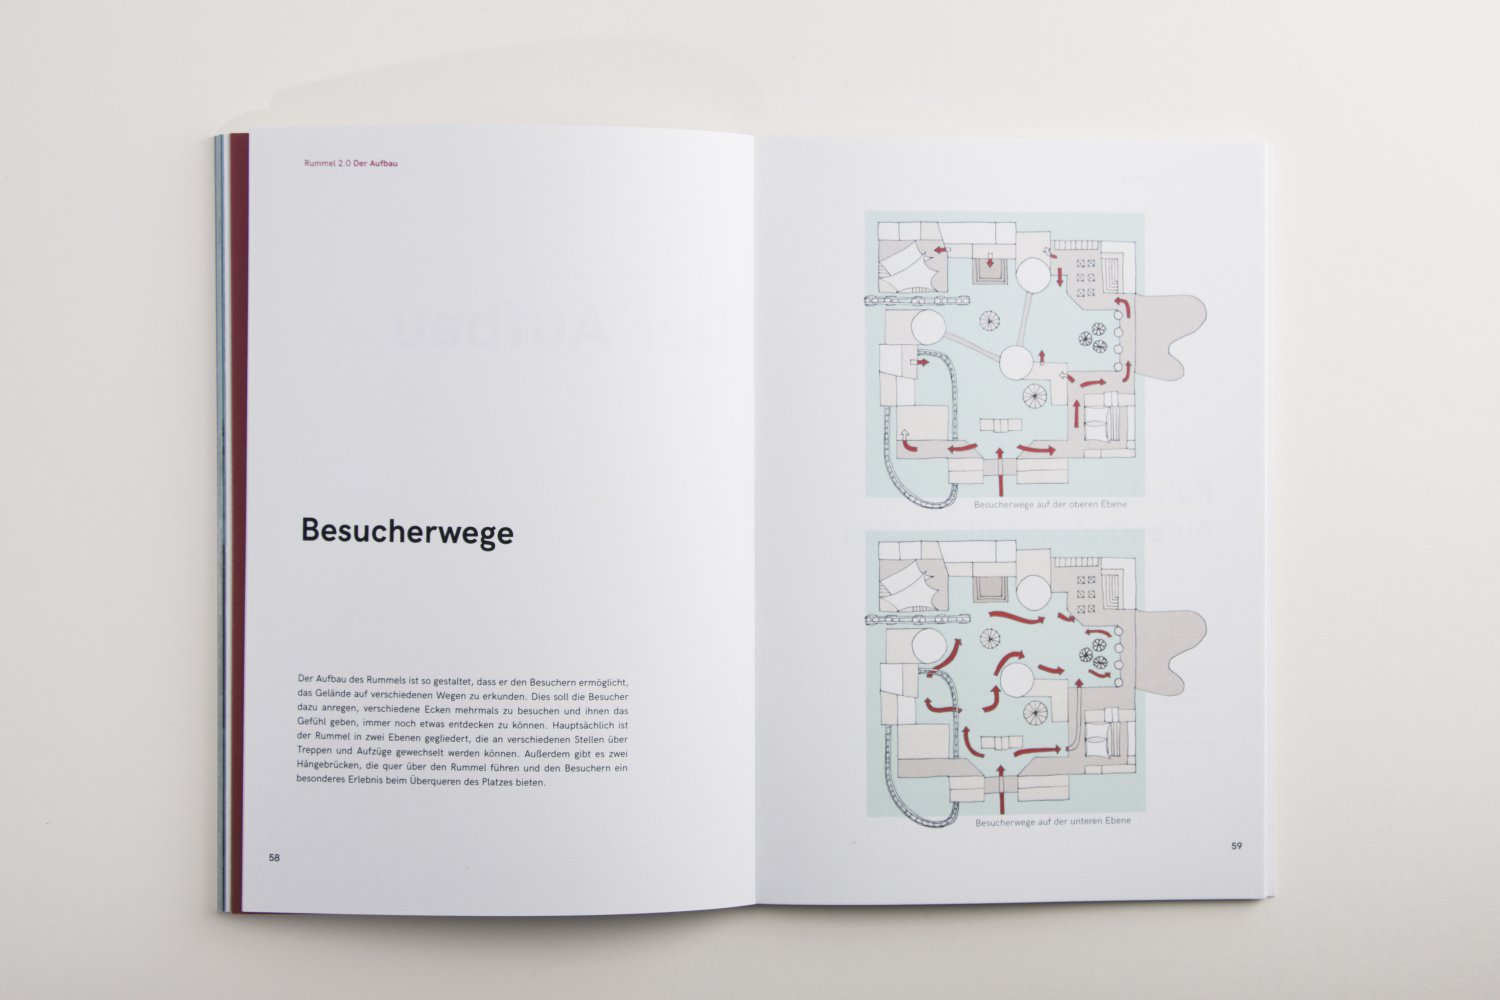 Rummel 2.0 Der Aufbau
Besucherwege
Der Aufbau des Rummels ist so gestaltet, dass er den Besuchern ermöglicht,
das Gelände auf verschiedenen Wegen zu erkunden. Dies soll die Besucher
dazu anregen, verschiedene Ecken mehrmals zu besuchen und ihnen das
Gefühl geben, immer noch etwas entdecken zu können. Hauptsächlich ist
der Rummel in zwei Ebenen gegliedert, die an verschiedenen Stellen über
Treppen und Aufzüge gewechselt werden können. Außerdem gibt es zwei
Hängebrücken, die quer über den Rummel führen und den Besuchern ein
besonderes Erlebnis beim Überqueren des Platzes bieten.
58
Besucherwege auf der oberen Ebene
Besucherwege auf der unteren Ebene
59